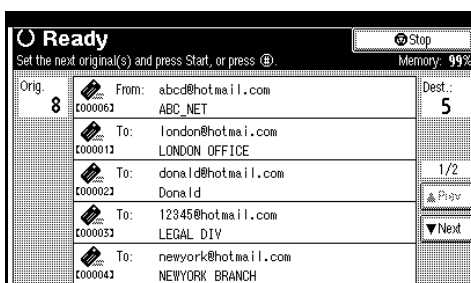 Ready
Stop
Set the next original(s) and press Start, or press (#).
Memory: 99%
Orig.
8
From: abcd@hotmail.com
[00006] ABC_NET
To: london@hotmai.com
[00001] LONDON OFFICE
To: donald@hotmail.com
[00002] Donald
To: 12345@hotmail.com
[00003] LEGAL DIV
To: newyork@hotmail.com
[00004] NEWYORK BRANCH
Dest.:
5
1/2
▲Prev
▼Next